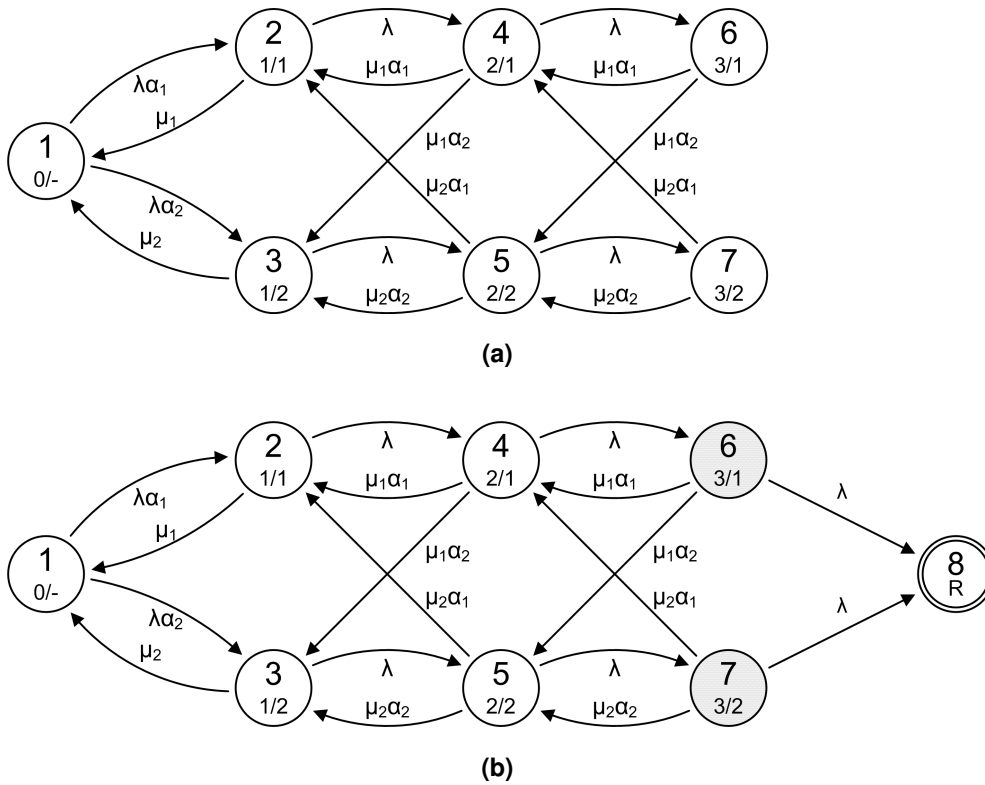 2
1/1
λ
4
2/1
λ
6
3/1
λα₁
μ₁α₁
μ₁α₁
μ₁
1
0/-
μ₁α₂
μ₁α₂
λα₂
μ₂α₁
μ₂α₁
μ₂
3
1/2
λ
5
2/2
λ
7
3/2
μ₂α₂
μ₂α₂
(a)
2
1/1
λ
4
2/1
λ
6
3/1
λα₁
μ₁α₁
μ₁α₁
λ
μ₁
1
0/-
μ₁α₂
μ₁α₂
8
R
λα₂
μ₂α₁
μ₂α₁
λ
μ₂
3
1/2
λ
5
2/2
λ
7
3/2
μ₂α₂
μ₂α₂
(b)